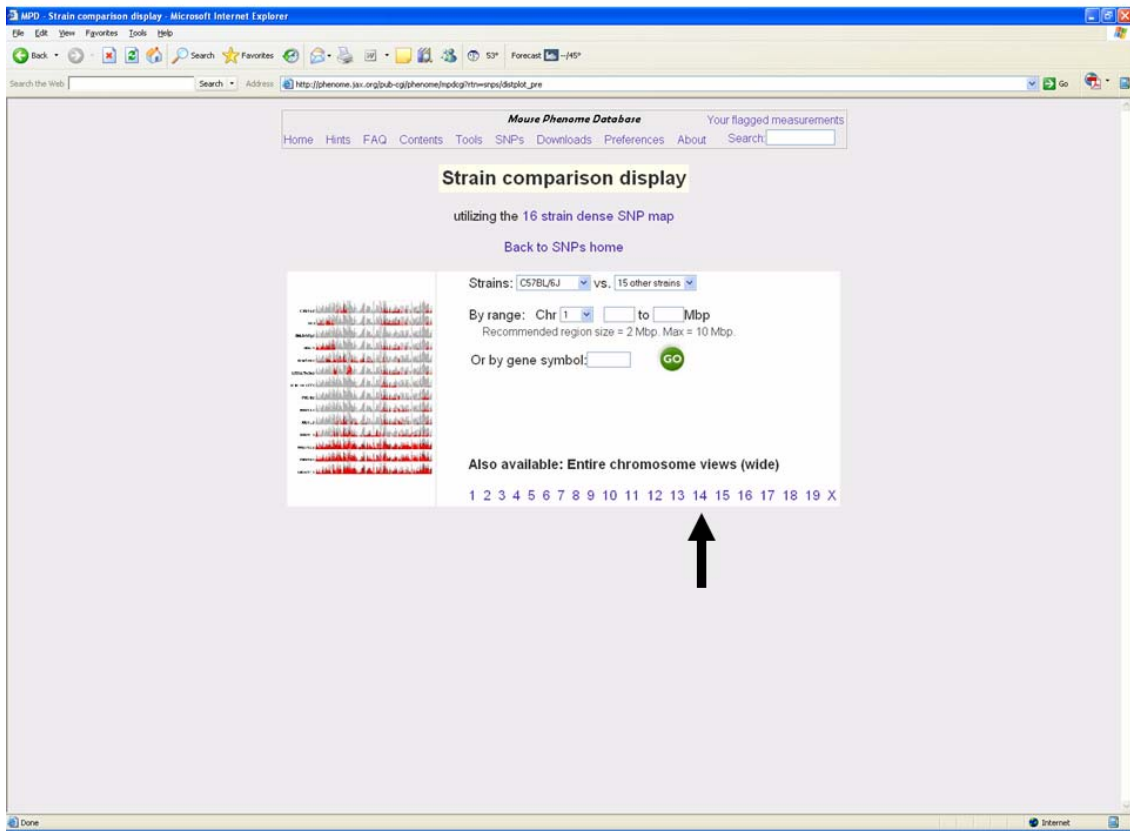 MPD - Strain comparison display - Microsoft Internet Explorer
File Edit View Favorites Tools Help
Back Search Favorites 53° Forecast --/45°
Search the Web Search Address http://phenome.jax.org/pub-cgi/phenome/mpdcgi?rtn=snps/distplot_pre Go
Mouse Phenome Database Your flagged measurements
Home Hints FAQ Contents Tools SNPs Downloads Preferences About Search:
Strain comparison display
utilizing the 16 strain dense SNP map
Back to SNPs home
Strains: C57BL/6J vs. 15 other strains
By range: Chr 1 to Mbp
Recommended region size = 2 Mbp. Max = 10 Mbp.
Or by gene symbol: GO
Also available: Entire chromosome views (wide)
1 2 3 4 5 6 7 8 9 10 11 12 13 14 15 16 17 18 19 X
Done Internet